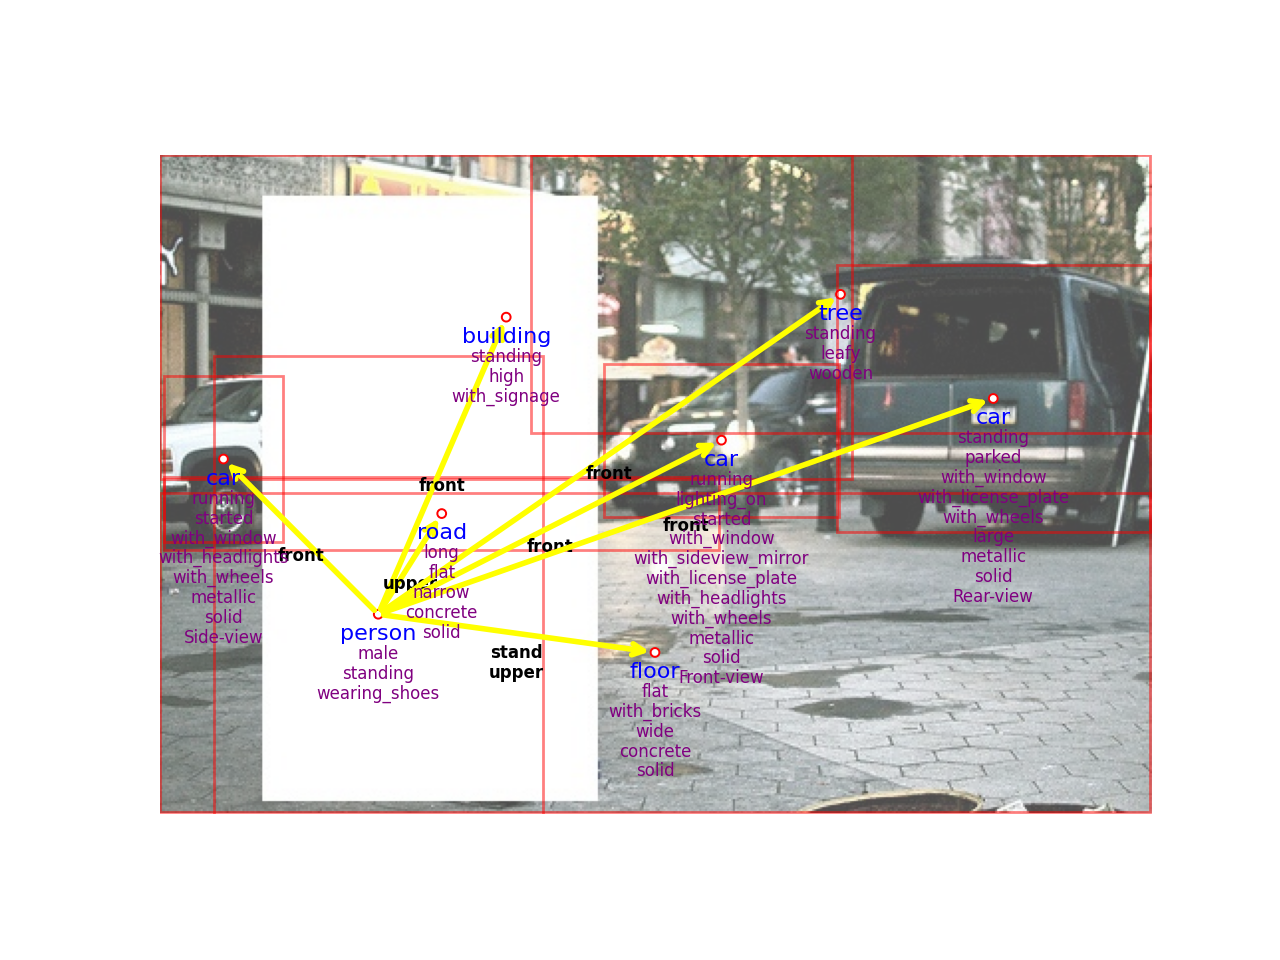 building
standing
high
with_signage
tree
standing
leafy
wooden
car
standing
parked
with_window
with_license_plate
with_wheels
large
metallic
solid
Rear-view
car
running
lighting_on
started
with_window
with_sideview_mirror
with_license_plate
with_headlights
with_wheels
metallic
solid
Front-view
car
running
started
with_window
with_headlights
with_wheels
metallic
solid
Side-view
road
long
flat
narrow
concrete
solid
person
male
standing
wearing_shoes
floor
flat
with_bricks
wide
concrete
solid
front
front
front
front
front
upper
stand
upper